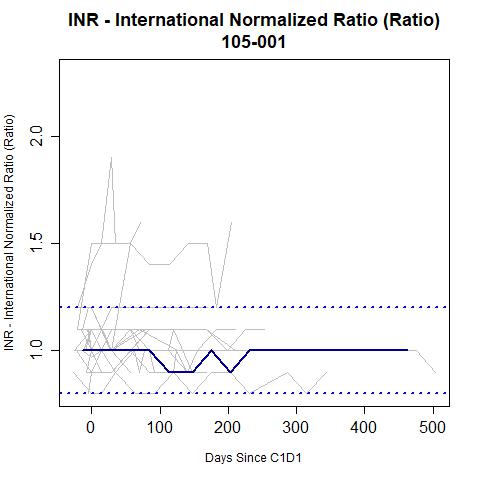 INR - International Normalized Ratio (Ratio)
105-001
INR - International Normalized Ratio (Ratio)
2.0
1.5
1.0
0 100 200 300 400 500
Days Since C1D1